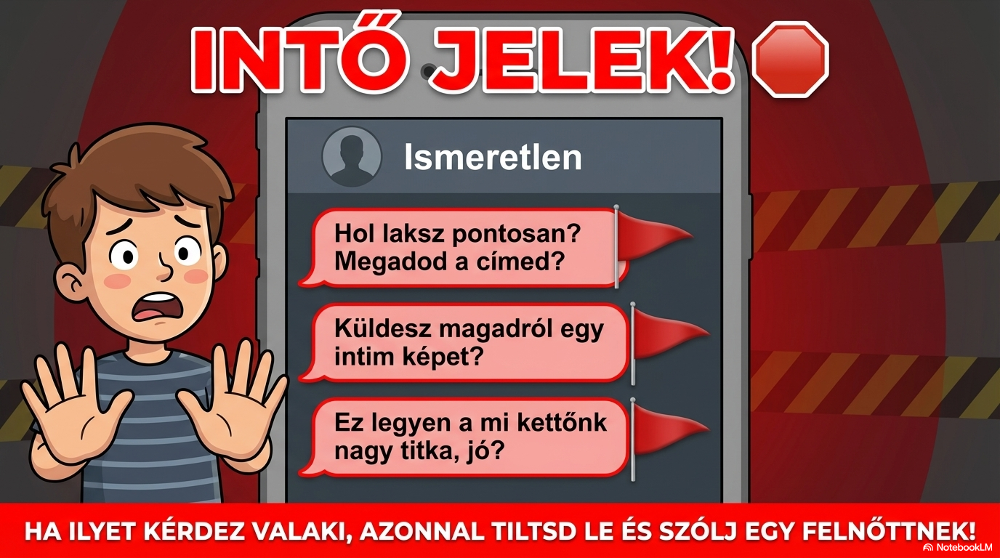 INTŐ JELEK!
Ismeretlen
Hol laksz pontosan?
Megadod a címed?
Küldesz magadról egy
intim képet?
Ez legyen a mi kettőnk
nagy titka, jó?
HA ILYET KÉRDEZ VALAKI, AZONNAL TILTSD LE ÉS SZÓLJ EGY FELNŐTTNEK!
NotebookLM